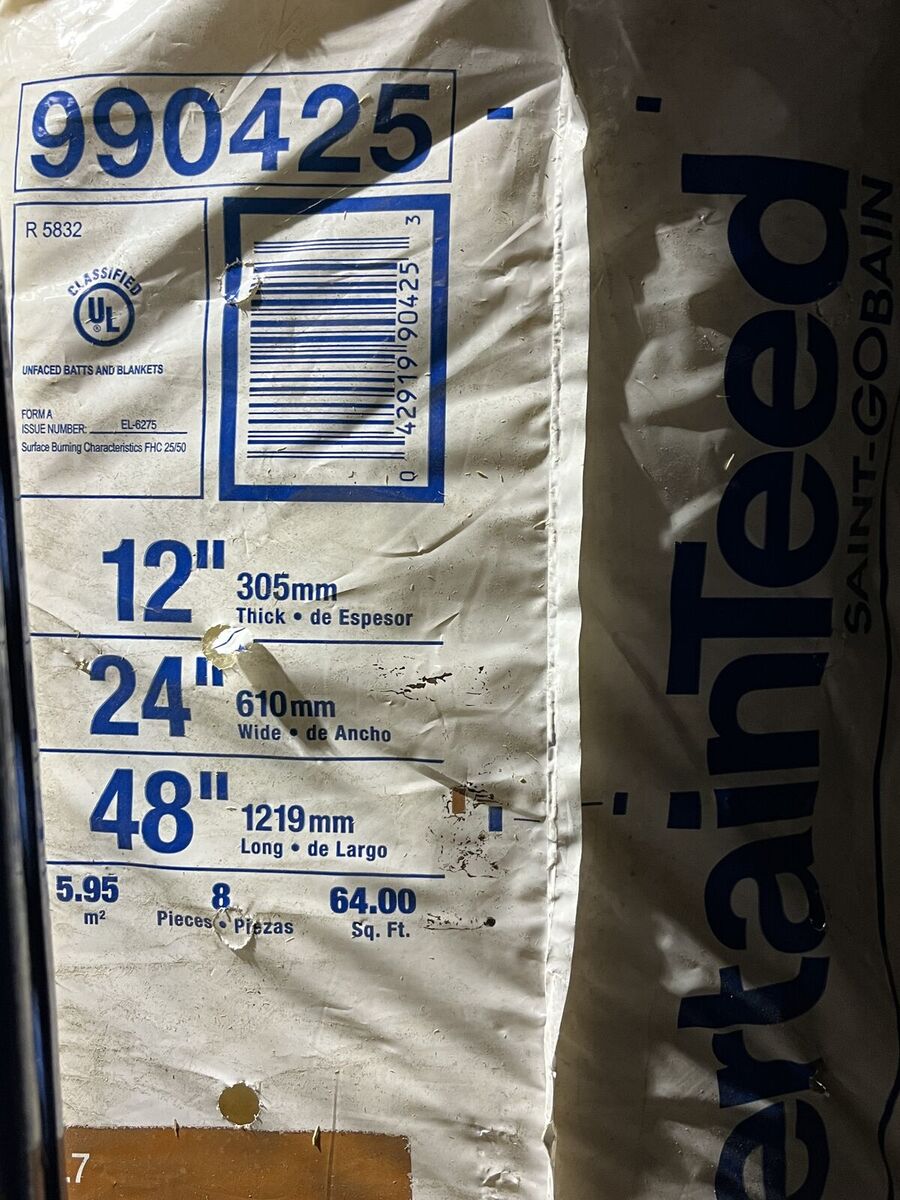 990425
R 5832
CLASSIFIED
UL
®
UNFACED BATTS AND BLANKETS
FORM A
ISSUE NUMBER: EL-6275
Surface Burning Characteristics FHC 25/50
0 42919 90425 3
12" 305mm
Thick • de Espesor
24" 610mm
Wide • de Ancho
48" 1219mm
Long • de Largo
5.95 8 64.00
m² Pieces • Piezas Sq. Ft.
.7
ertainTeed
SAINT-GOBAIN